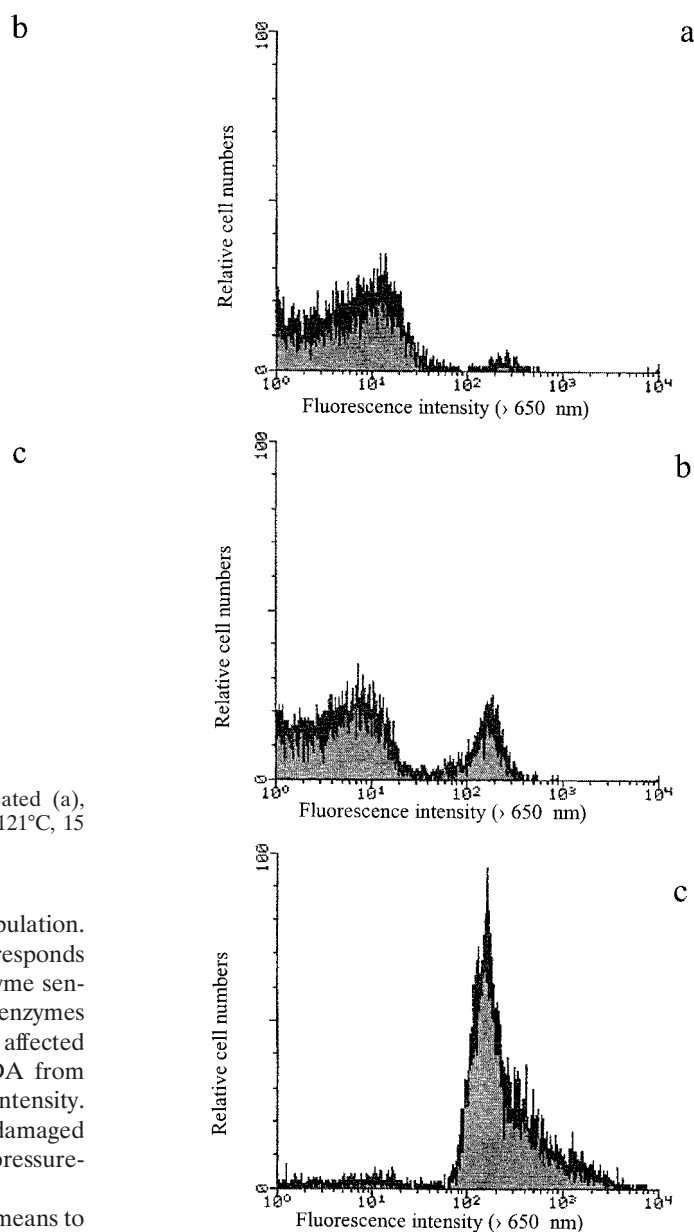 b
c
ated (a),
121°C, 15
pulation.
responds
yme sen-
enzymes
affected
DA from
ntensity.
damaged
pressure-
means to
a
100
Relative cell numbers
0
10⁰ 10¹ 10² 10³ 10⁴
Fluorescence intensity (› 650 nm)
b
100
Relative cell numbers
0
10⁰ 10¹ 10² 10³ 10⁴
Fluorescence intensity (› 650 nm)
c
100
Relative cell numbers
0
10⁰ 10¹ 10² 10³ 10⁴
Fluorescence intensity (› 650 nm)